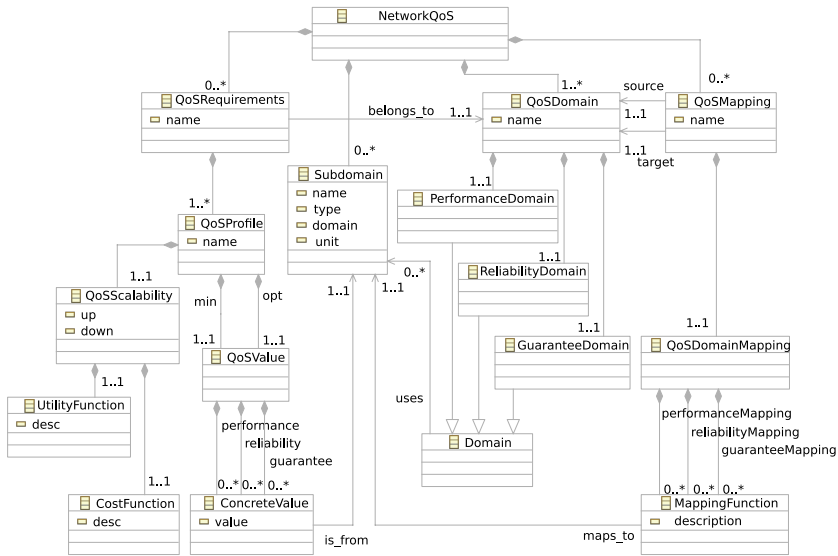 NetworkQoS
0..*
1..*
0..*
source
QoSRequirements
name
belongs_to
1..1
QoSDomain
name
1..1
QoSMapping
name
1..1
target
0..*
Subdomain
name
type
domain
unit
1..1
PerformanceDomain
1..*
QoSProfile
name
1..1
ReliabilityDomain
0..*
1..1
1..1
1..1
QoSScalability
up
down
min
opt
1..1
1..1
1..1
GuaranteeDomain
1..1
QoSDomainMapping
QoSValue
1..1
UtilityFunction
desc
uses
performance
reliability
guarantee
Domain
performanceMapping
reliabilityMapping
guaranteeMapping
1..1
0..*
0..*
0..*
0..*
0..*
0..*
CostFunction
desc
ConcreteValue
value
is_from
maps_to
MappingFunction
description